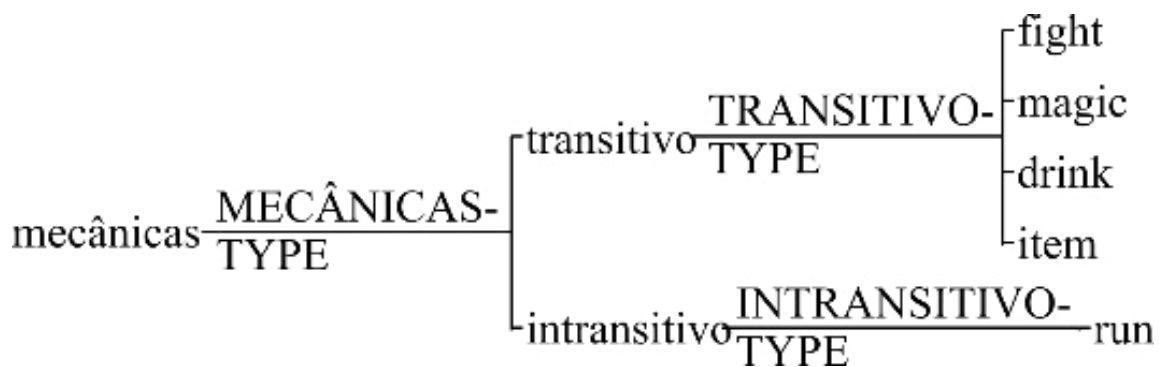 mecânicas
MECÂNICAS-
TYPE
transitivo
TRANSITIVO-
TYPE
fight
magic
drink
item
intransitivo
INTRANSITIVO-
TYPE
run